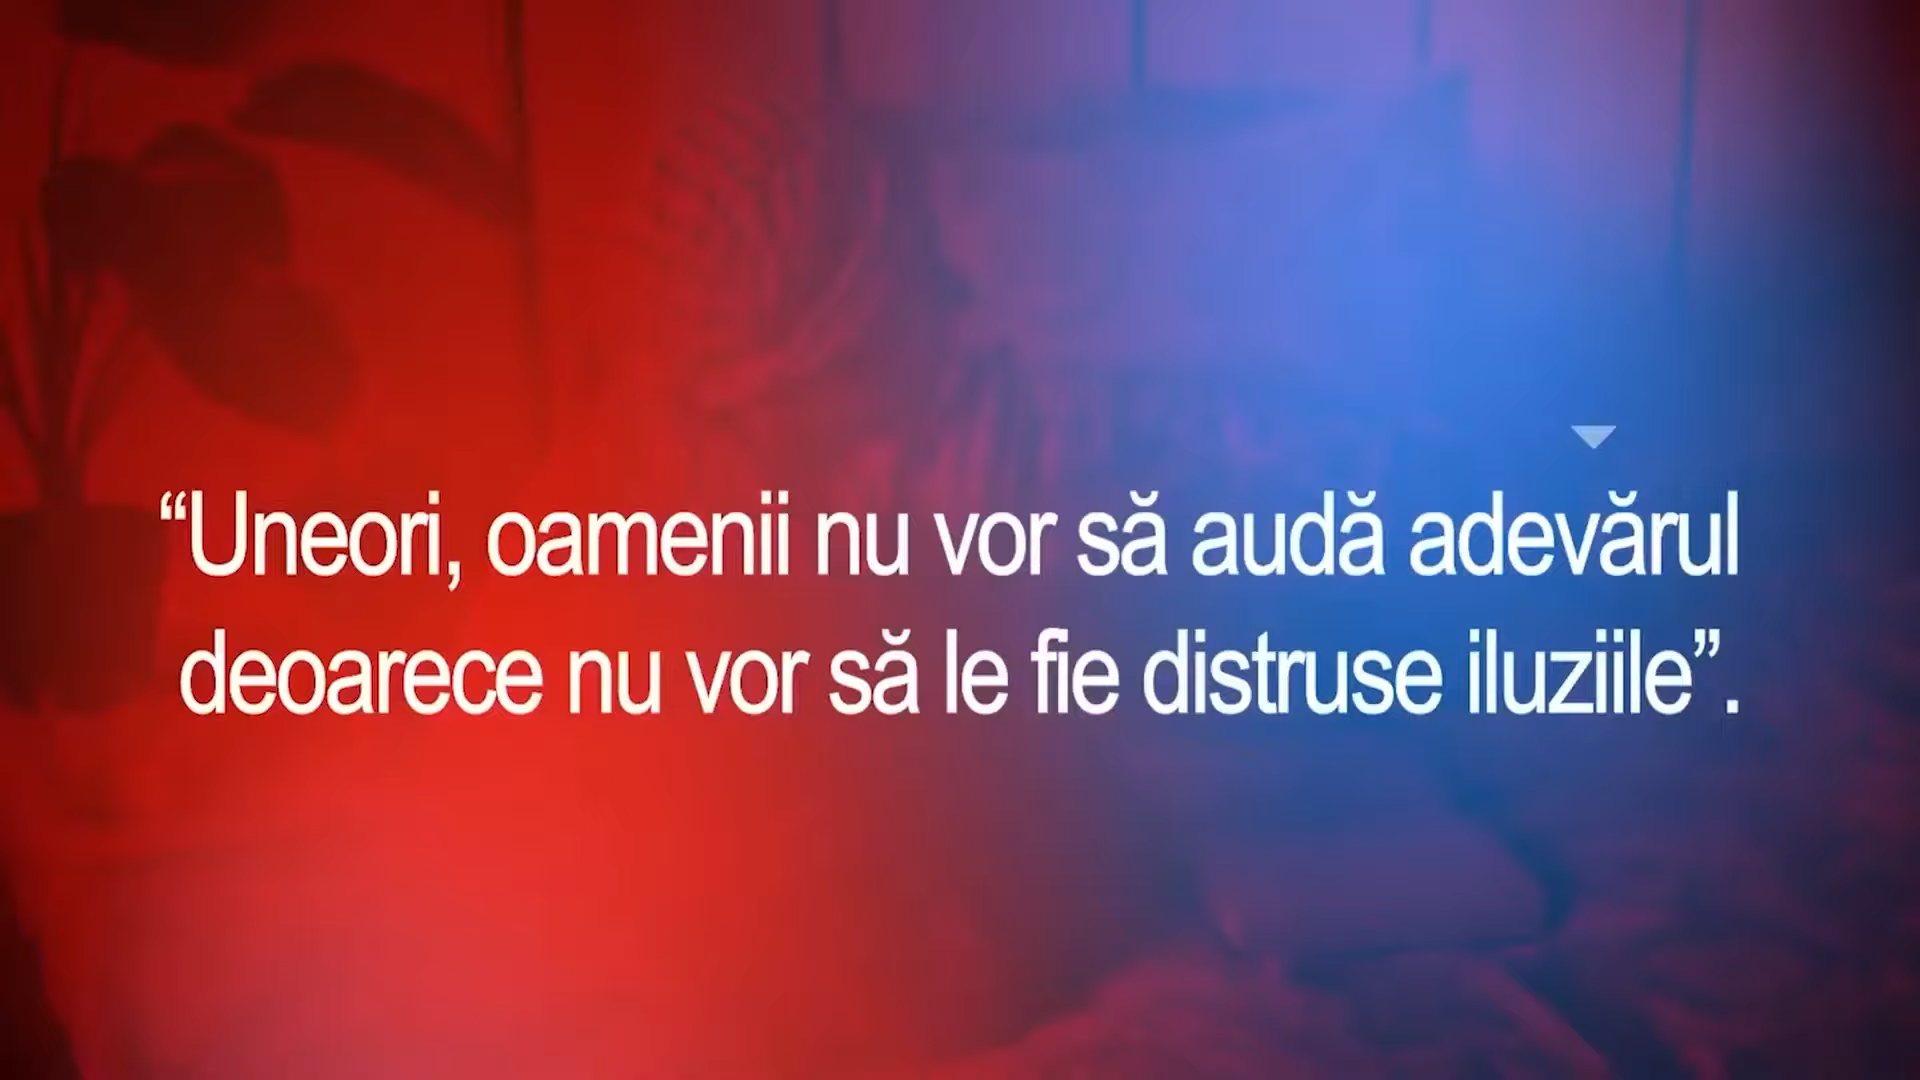 “Uneori, oamenii nu vor să audă adevărul
deoarece nu vor să le fie distruse iluziile”.